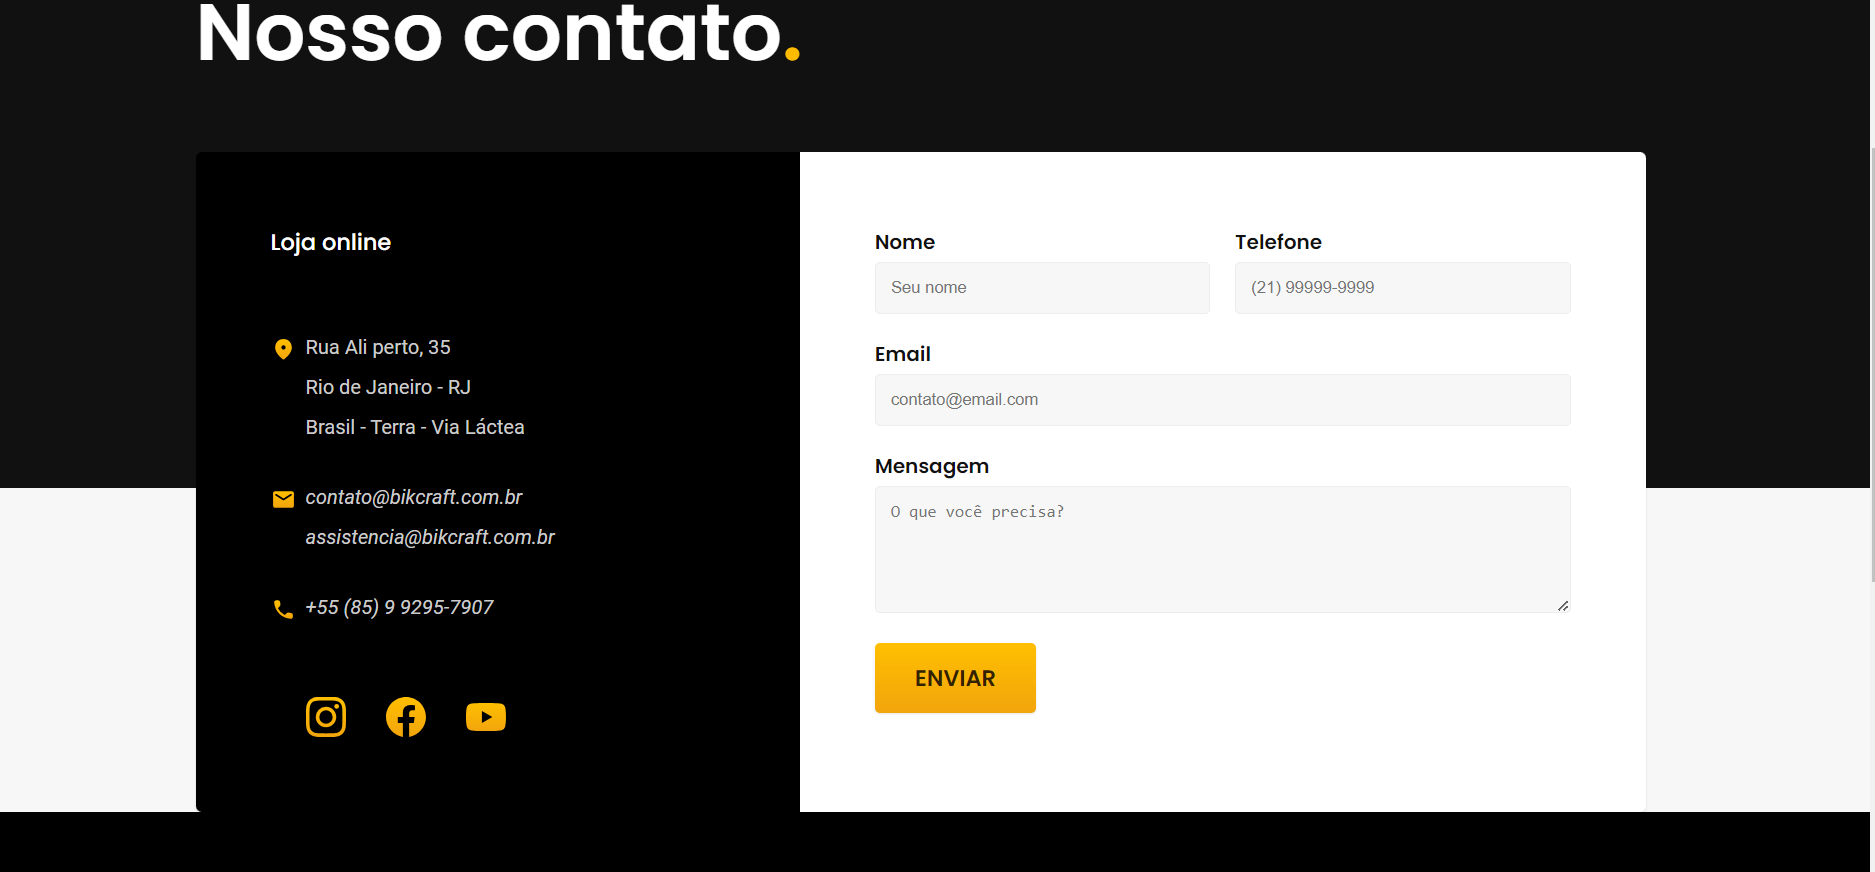 Nosso contato.
Loja online
Rua Ali perto, 35
Rio de Janeiro - RJ
Brasil - Terra - Via Láctea
contato@bikcraft.com.br
assistencia@bikcraft.com.br
+55 (85) 9 9295-7907
Nome
Seu nome
Telefone
(21) 99999-9999
Email
contato@email.com
Mensagem
O que você precisa?
ENVIAR